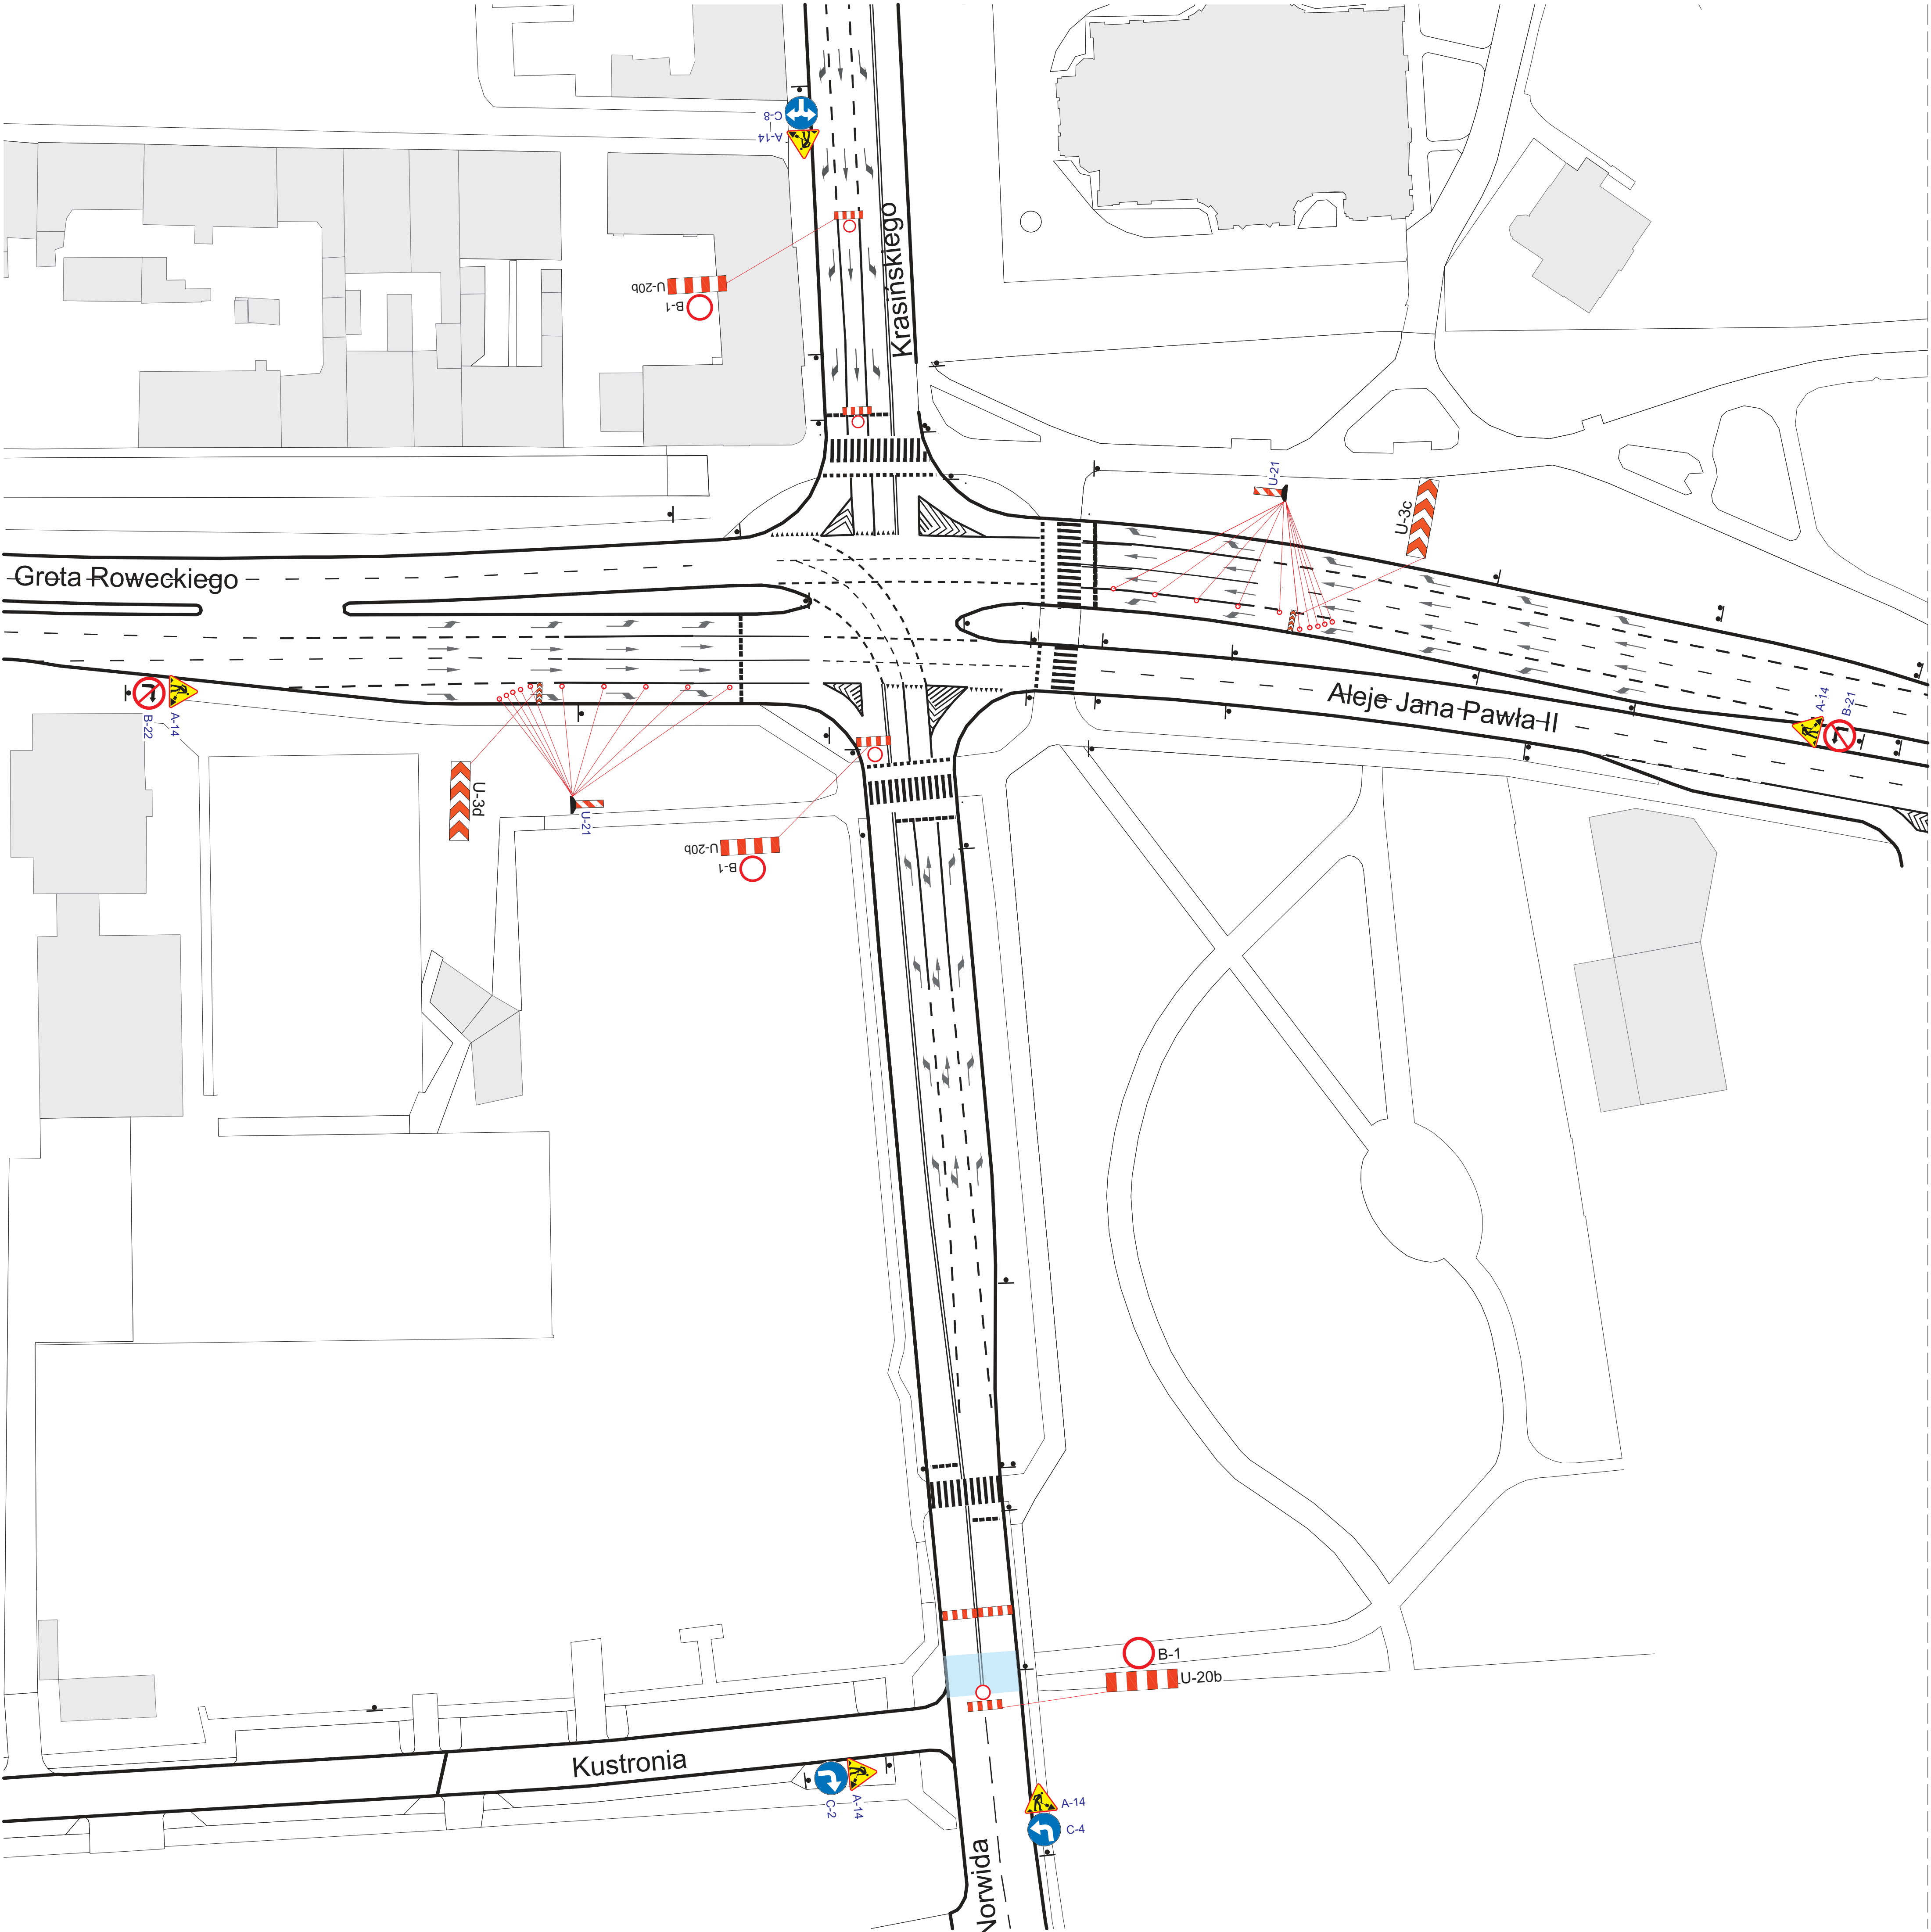 C-8
A-14
Krasińskiego
U-20b
B-1
U-21
U-3c
Grota Roweckiego
Aleje Jana Pawła II
A-14
B-21
B-22
A-14
U-3d
U-21
U-20b
B-1
B-1
U-20b
Kustronia
C-2
A-14
A-14
C-4
Norwida